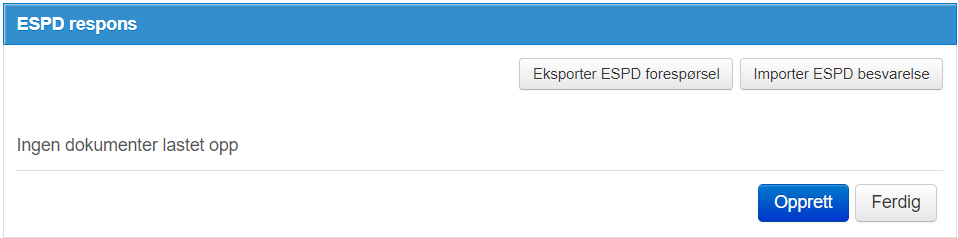 ESPD respons
Eksporter ESPD forespørsel Importer ESPD besvarelse
Ingen dokumenter lastet opp
Opprett Ferdig